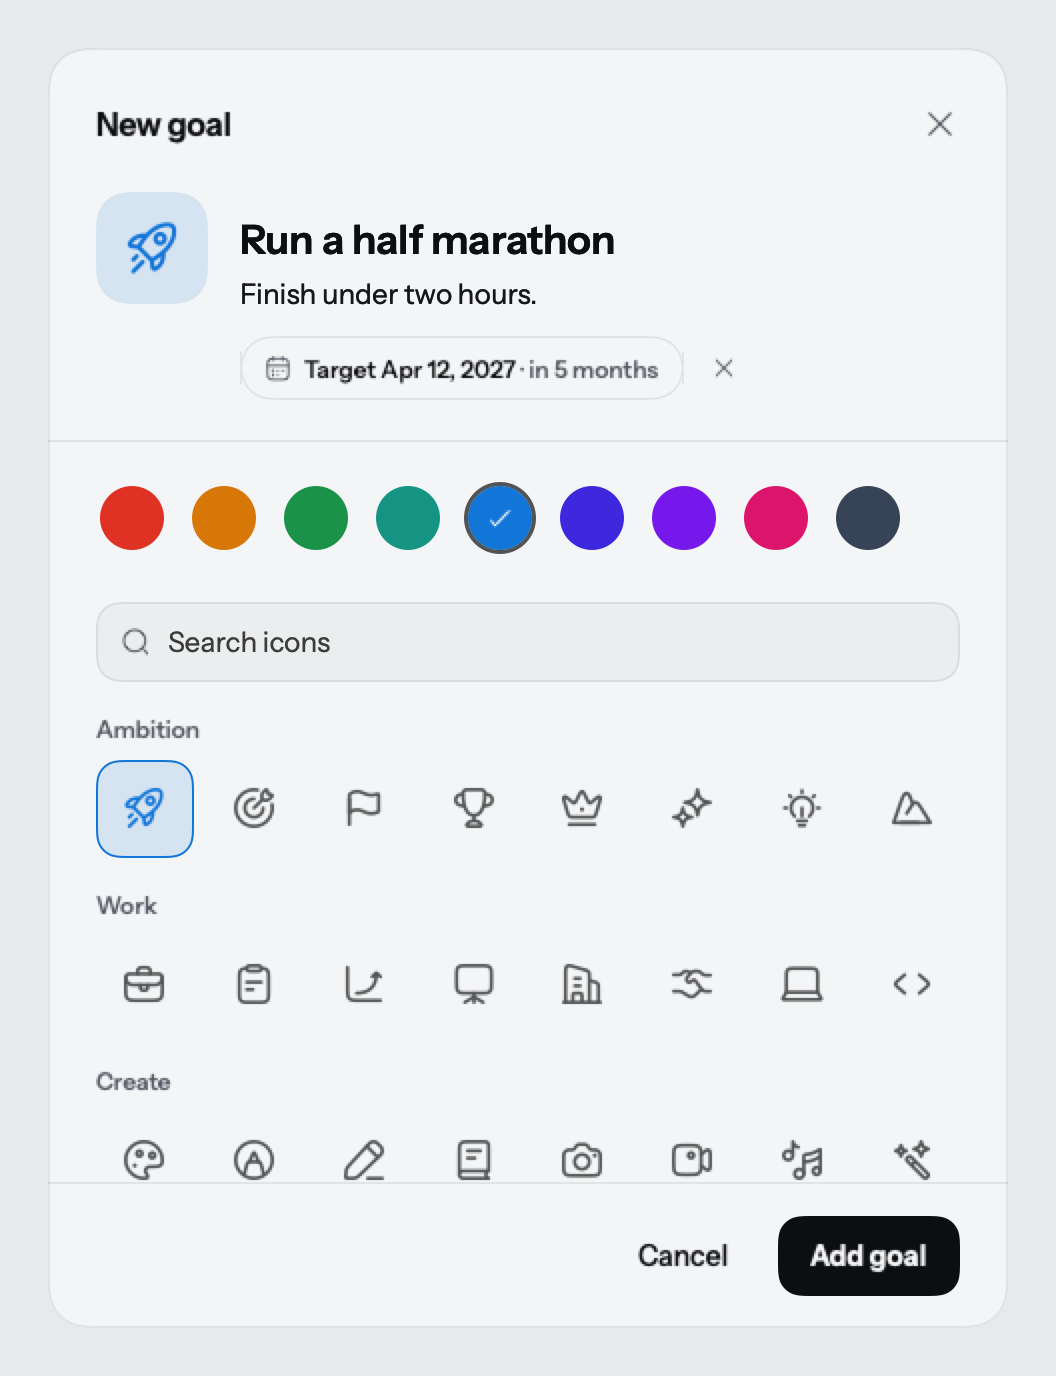 New goal
Run a half marathon
Finish under two hours.
Target Apr 12, 2027 · in 5 months
Search icons
Ambition
Work
Create
Cancel
Add goal